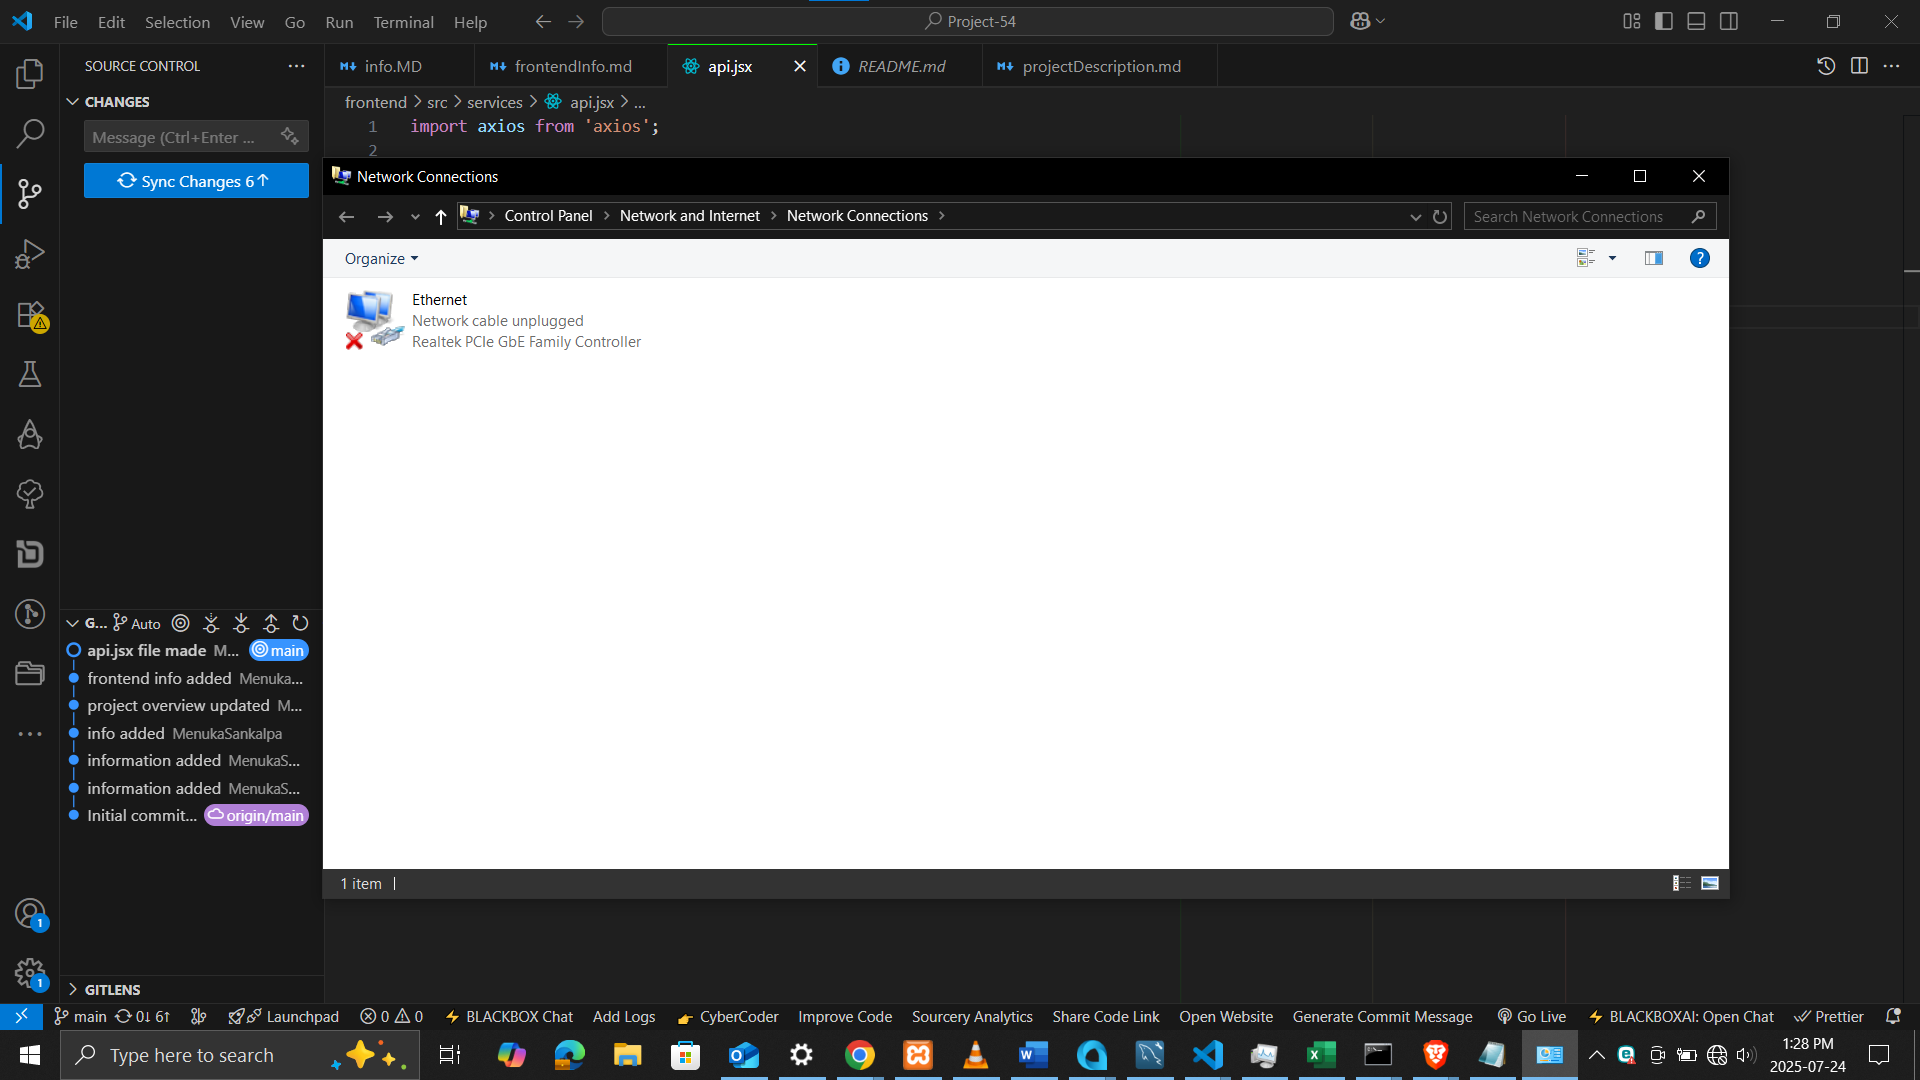 File Edit Selection View Go Run Terminal Help
Project-54
SOURCE CONTROL
CHANGES
Message (Ctrl+Enter ...
Sync Changes 6↑
info.MD
frontendInfo.md
api.jsx
README.md
projectDescription.md
frontend > src > services > api.jsx > ...
1 import axios from 'axios';
2
Network Connections
Control Panel > Network and Internet > Network Connections >
Search Network Connections
Organize
Ethernet
Network cable unplugged
Realtek PCIe GbE Family Controller
1 item
G... Auto
api.jsx file made M... main
frontend info added Menuka...
project overview updated M...
info added MenukaSankalpa
information added MenukaS...
information added MenukaS...
Initial commit... origin/main
GITLENS
1
1
main 0↓ 6↑ Launchpad 0 0 BLACKBOX Chat Add Logs CyberCoder Improve Code Sourcery Analytics Share Code Link Open Website Generate Commit Message Go Live BLACKBOXAI: Open Chat Prettier
Type here to search
1:28 PM
2025-07-24